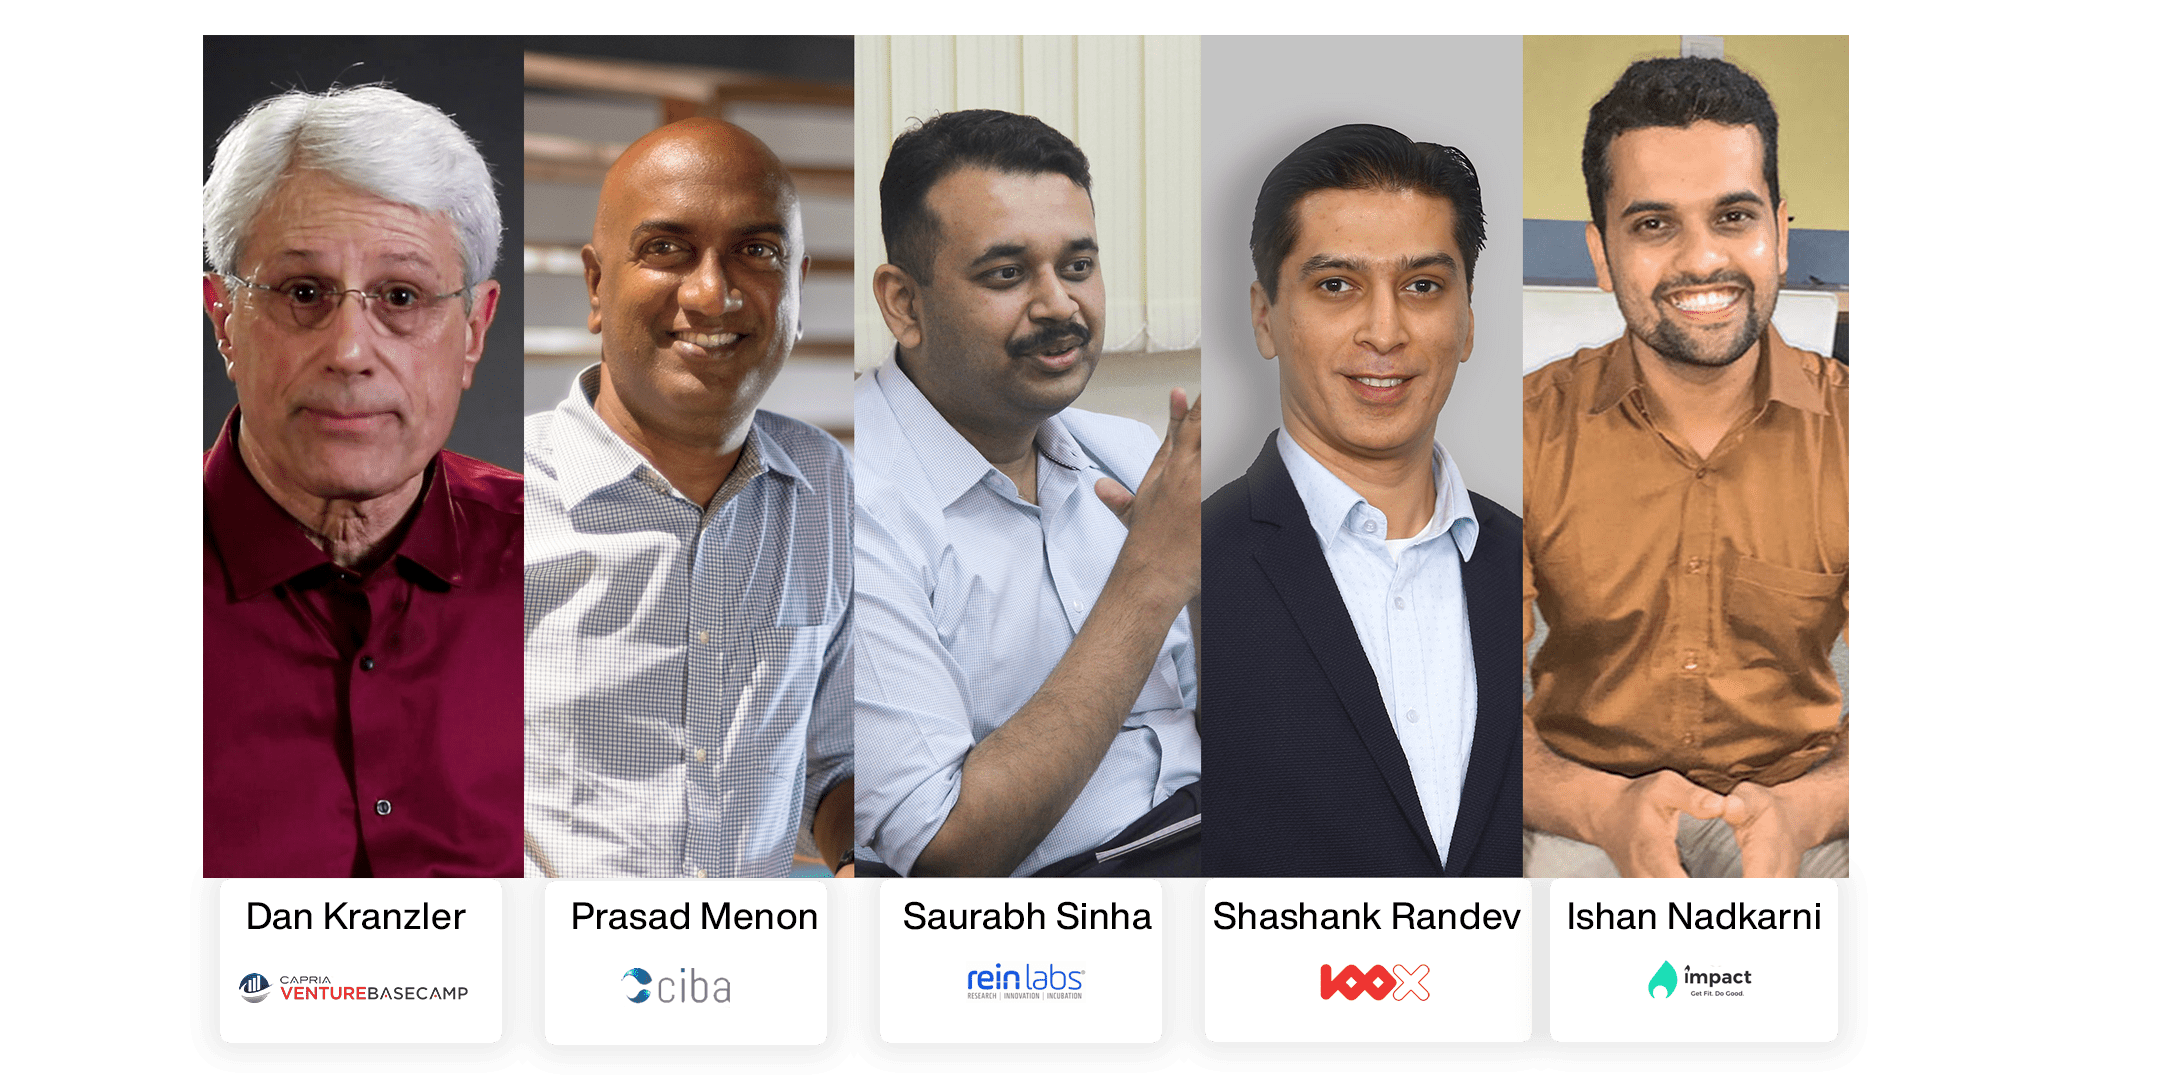 Dan Kranzler
CAPRIA
VENTUREBASECAMP
Prasad Menon
ciba
Saurabh Sinha
rein labs®
RESEARCH | INNOVATION | INCUBATION
Shashank Randev
100X
Ishan Nadkarni
impact
Get Fit. Do Good.